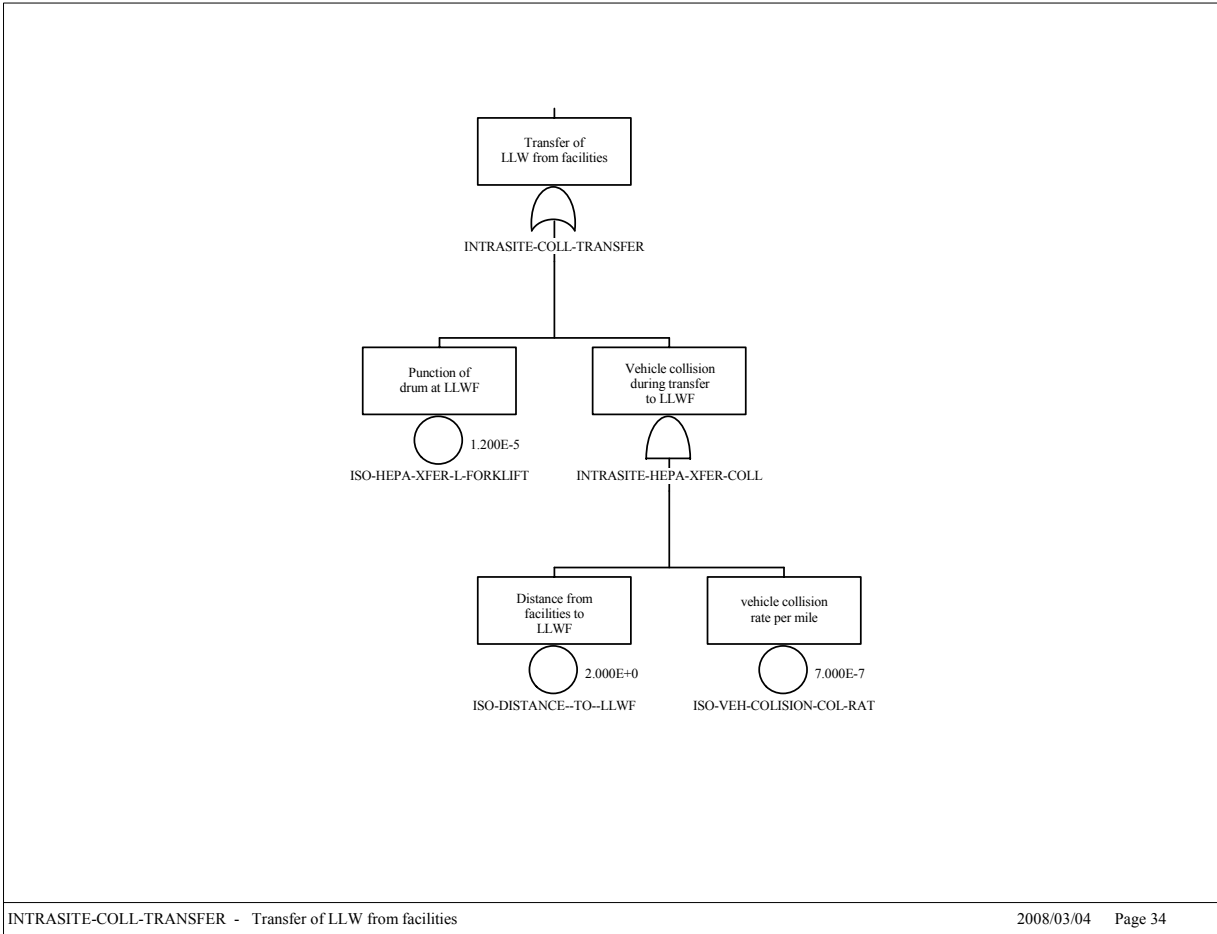 Transfer of
LLW from facilities
INTRASITE-COLL-TRANSFER
Punction of
drum at LLWF
1.200E-5
ISO-HEPA-XFER-L-FORKLIFT
Vehicle collision
during transfer
to LLWF
INTRASITE-HEPA-XFER-COLL
Distance from
facilities to
LLWF
2.000E+0
ISO-DISTANCE--TO--LLWF
vehicle collision
rate per mile
7.000E-7
ISO-VEH-COLISION-COL-RAT
INTRASITE-COLL-TRANSFER - Transfer of LLW from facilities
2008/03/04 Page 34